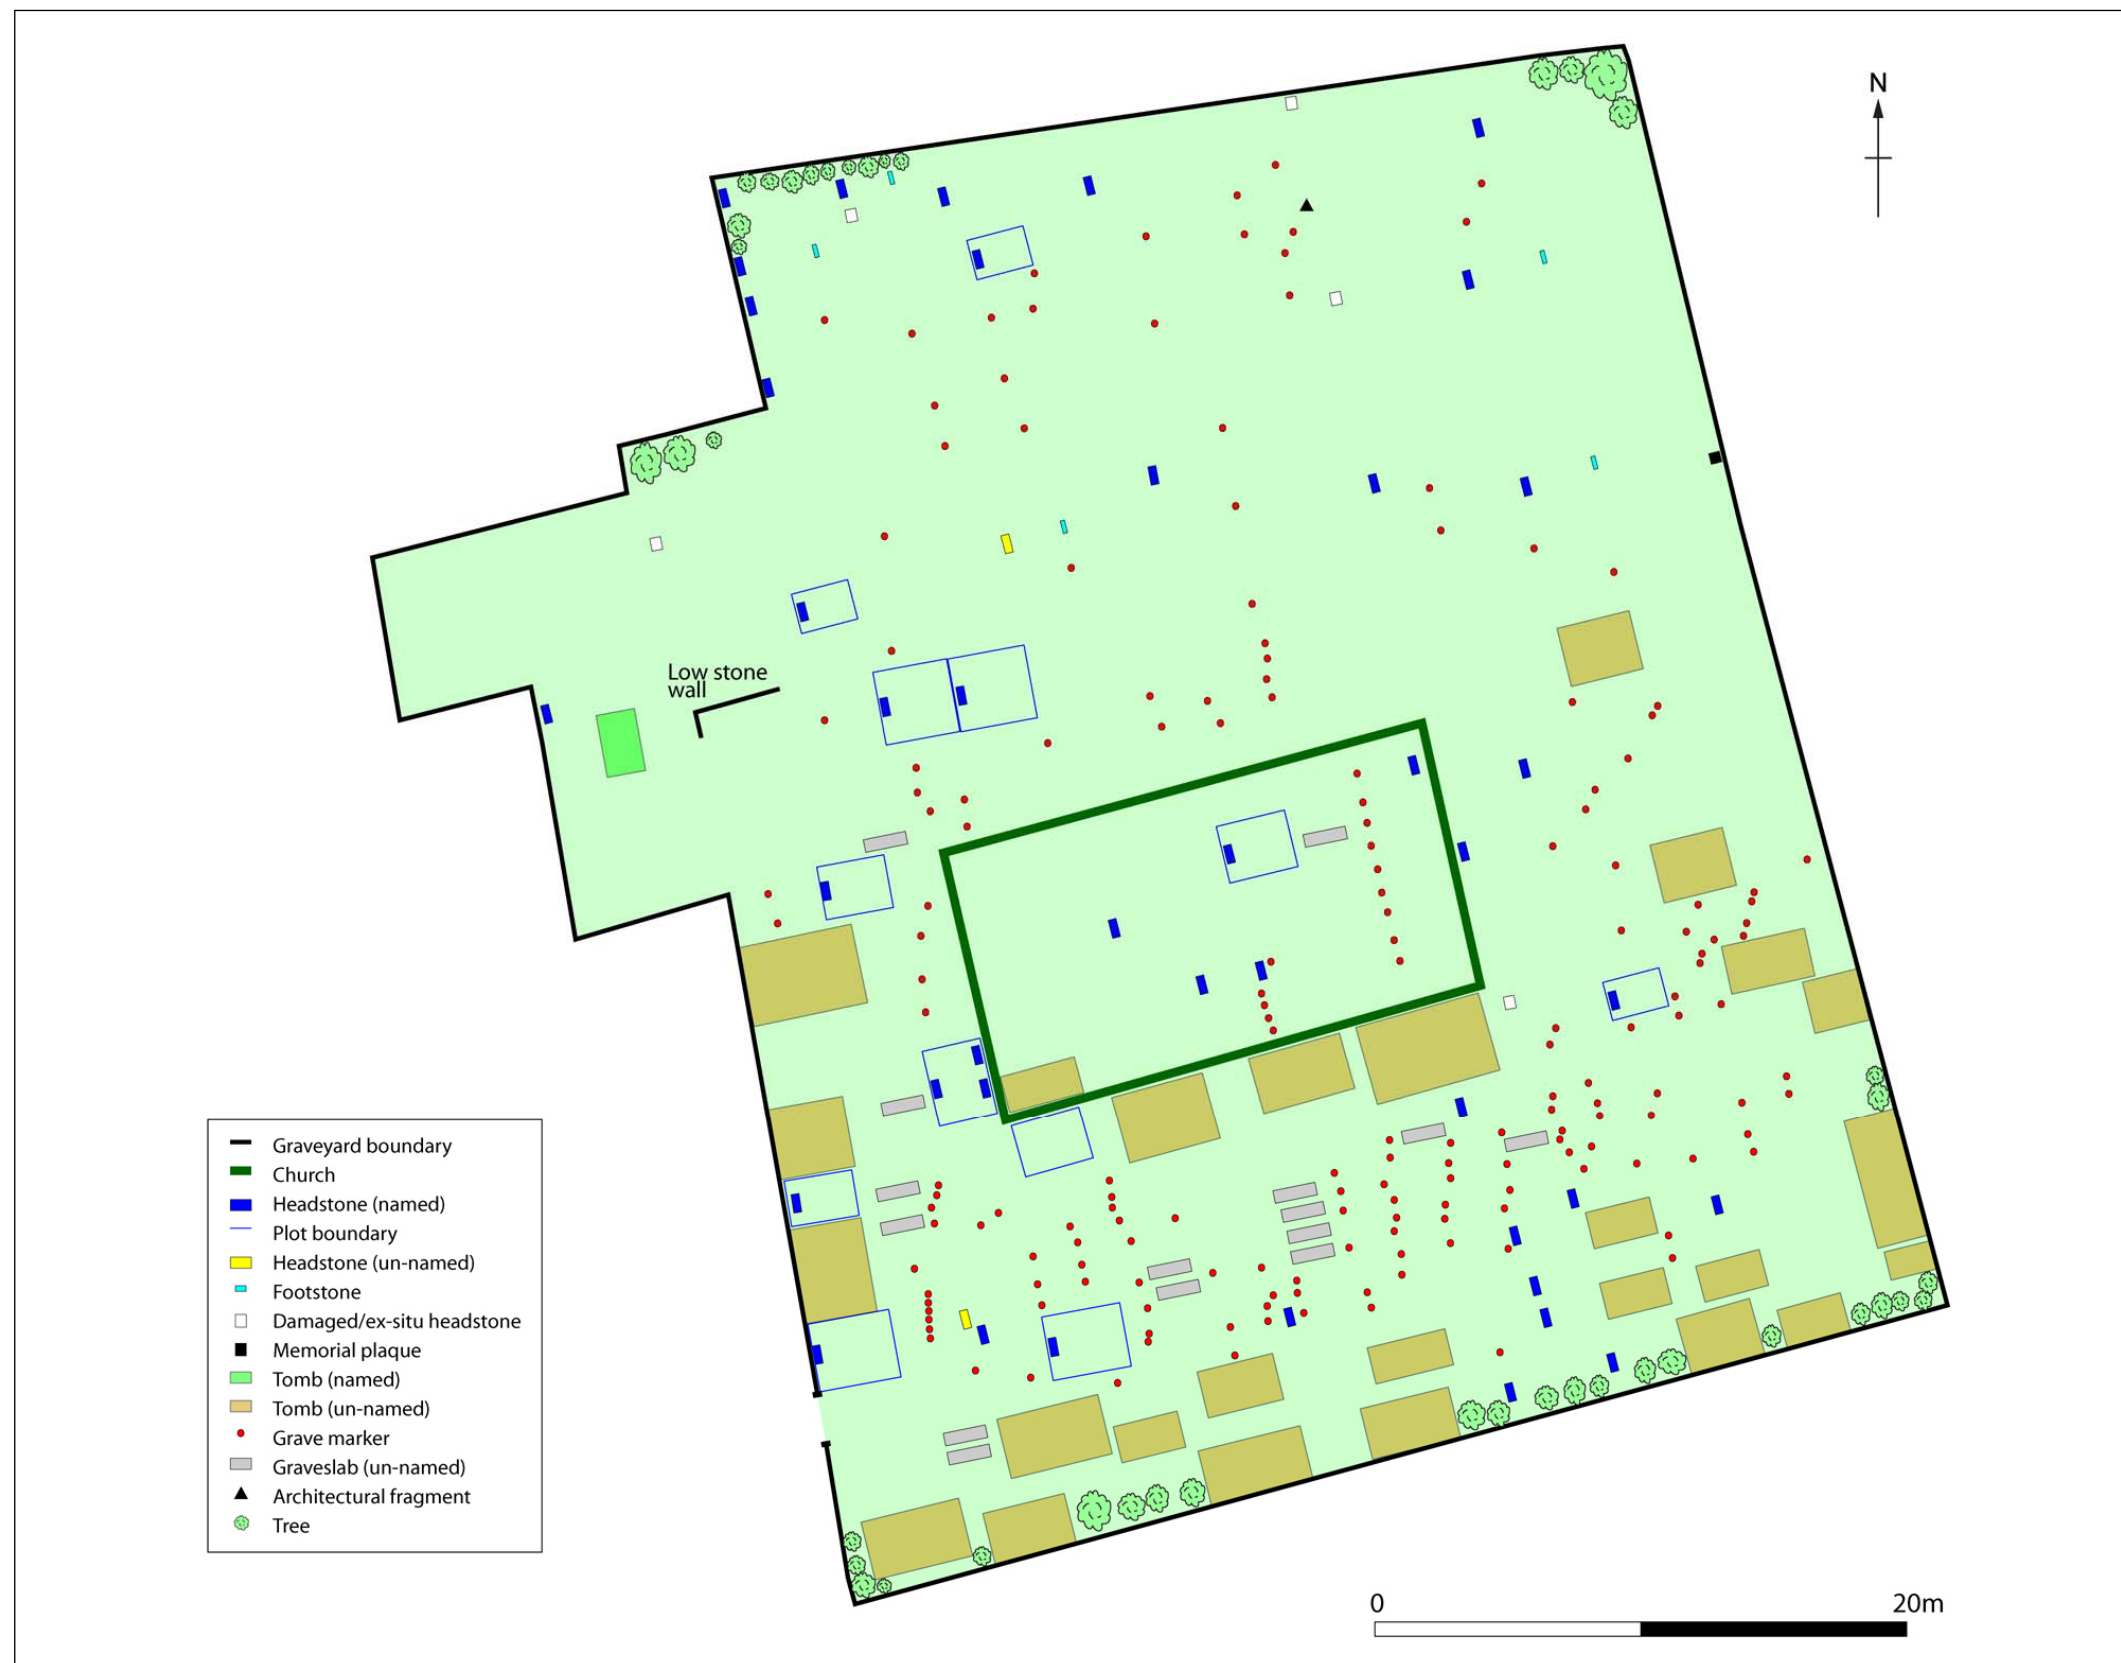 N
Low stone
wall
Graveyard boundary
Church
Headstone (named)
Plot boundary
Headstone (un-named)
Footstone
Damaged/ex-situ headstone
Memorial plaque
Tomb (named)
Tomb (un-named)
Grave marker
Graveslab (un-named)
Architectural fragment
Tree
0 20m